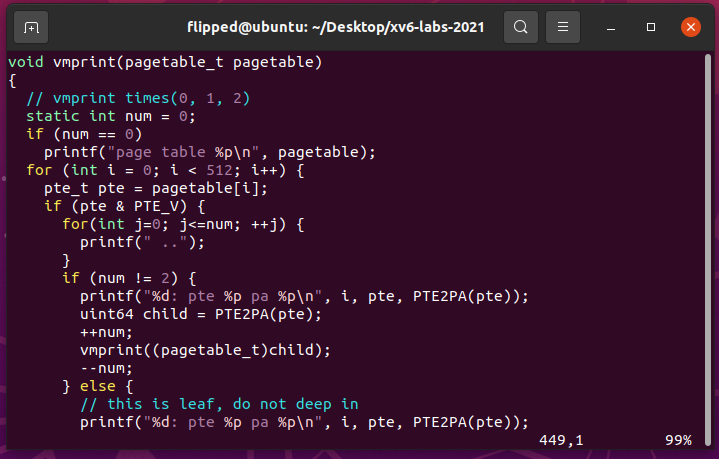 flipped@ubuntu: ~/Desktop/xv6-labs-2021
void vmprint(pagetable_t pagetable)
{
  // vmprint times(0, 1, 2)
  static int num = 0;
  if (num == 0)
    printf("page table %p\n", pagetable);
  for (int i = 0; i < 512; i++) {
    pte_t pte = pagetable[i];
    if (pte & PTE_V) {
      for(int j=0; j<=num; ++j) {
        printf(" ..");
      }
      if (num != 2) {
        printf("%d: pte %p pa %p\n", i, pte, PTE2PA(pte));
        uint64 child = PTE2PA(pte);
        ++num;
        vmprint((pagetable_t)child);
        --num;
      } else {
        // this is leaf, do not deep in
        printf("%d: pte %p pa %p\n", i, pte, PTE2PA(pte));
449,1 99%